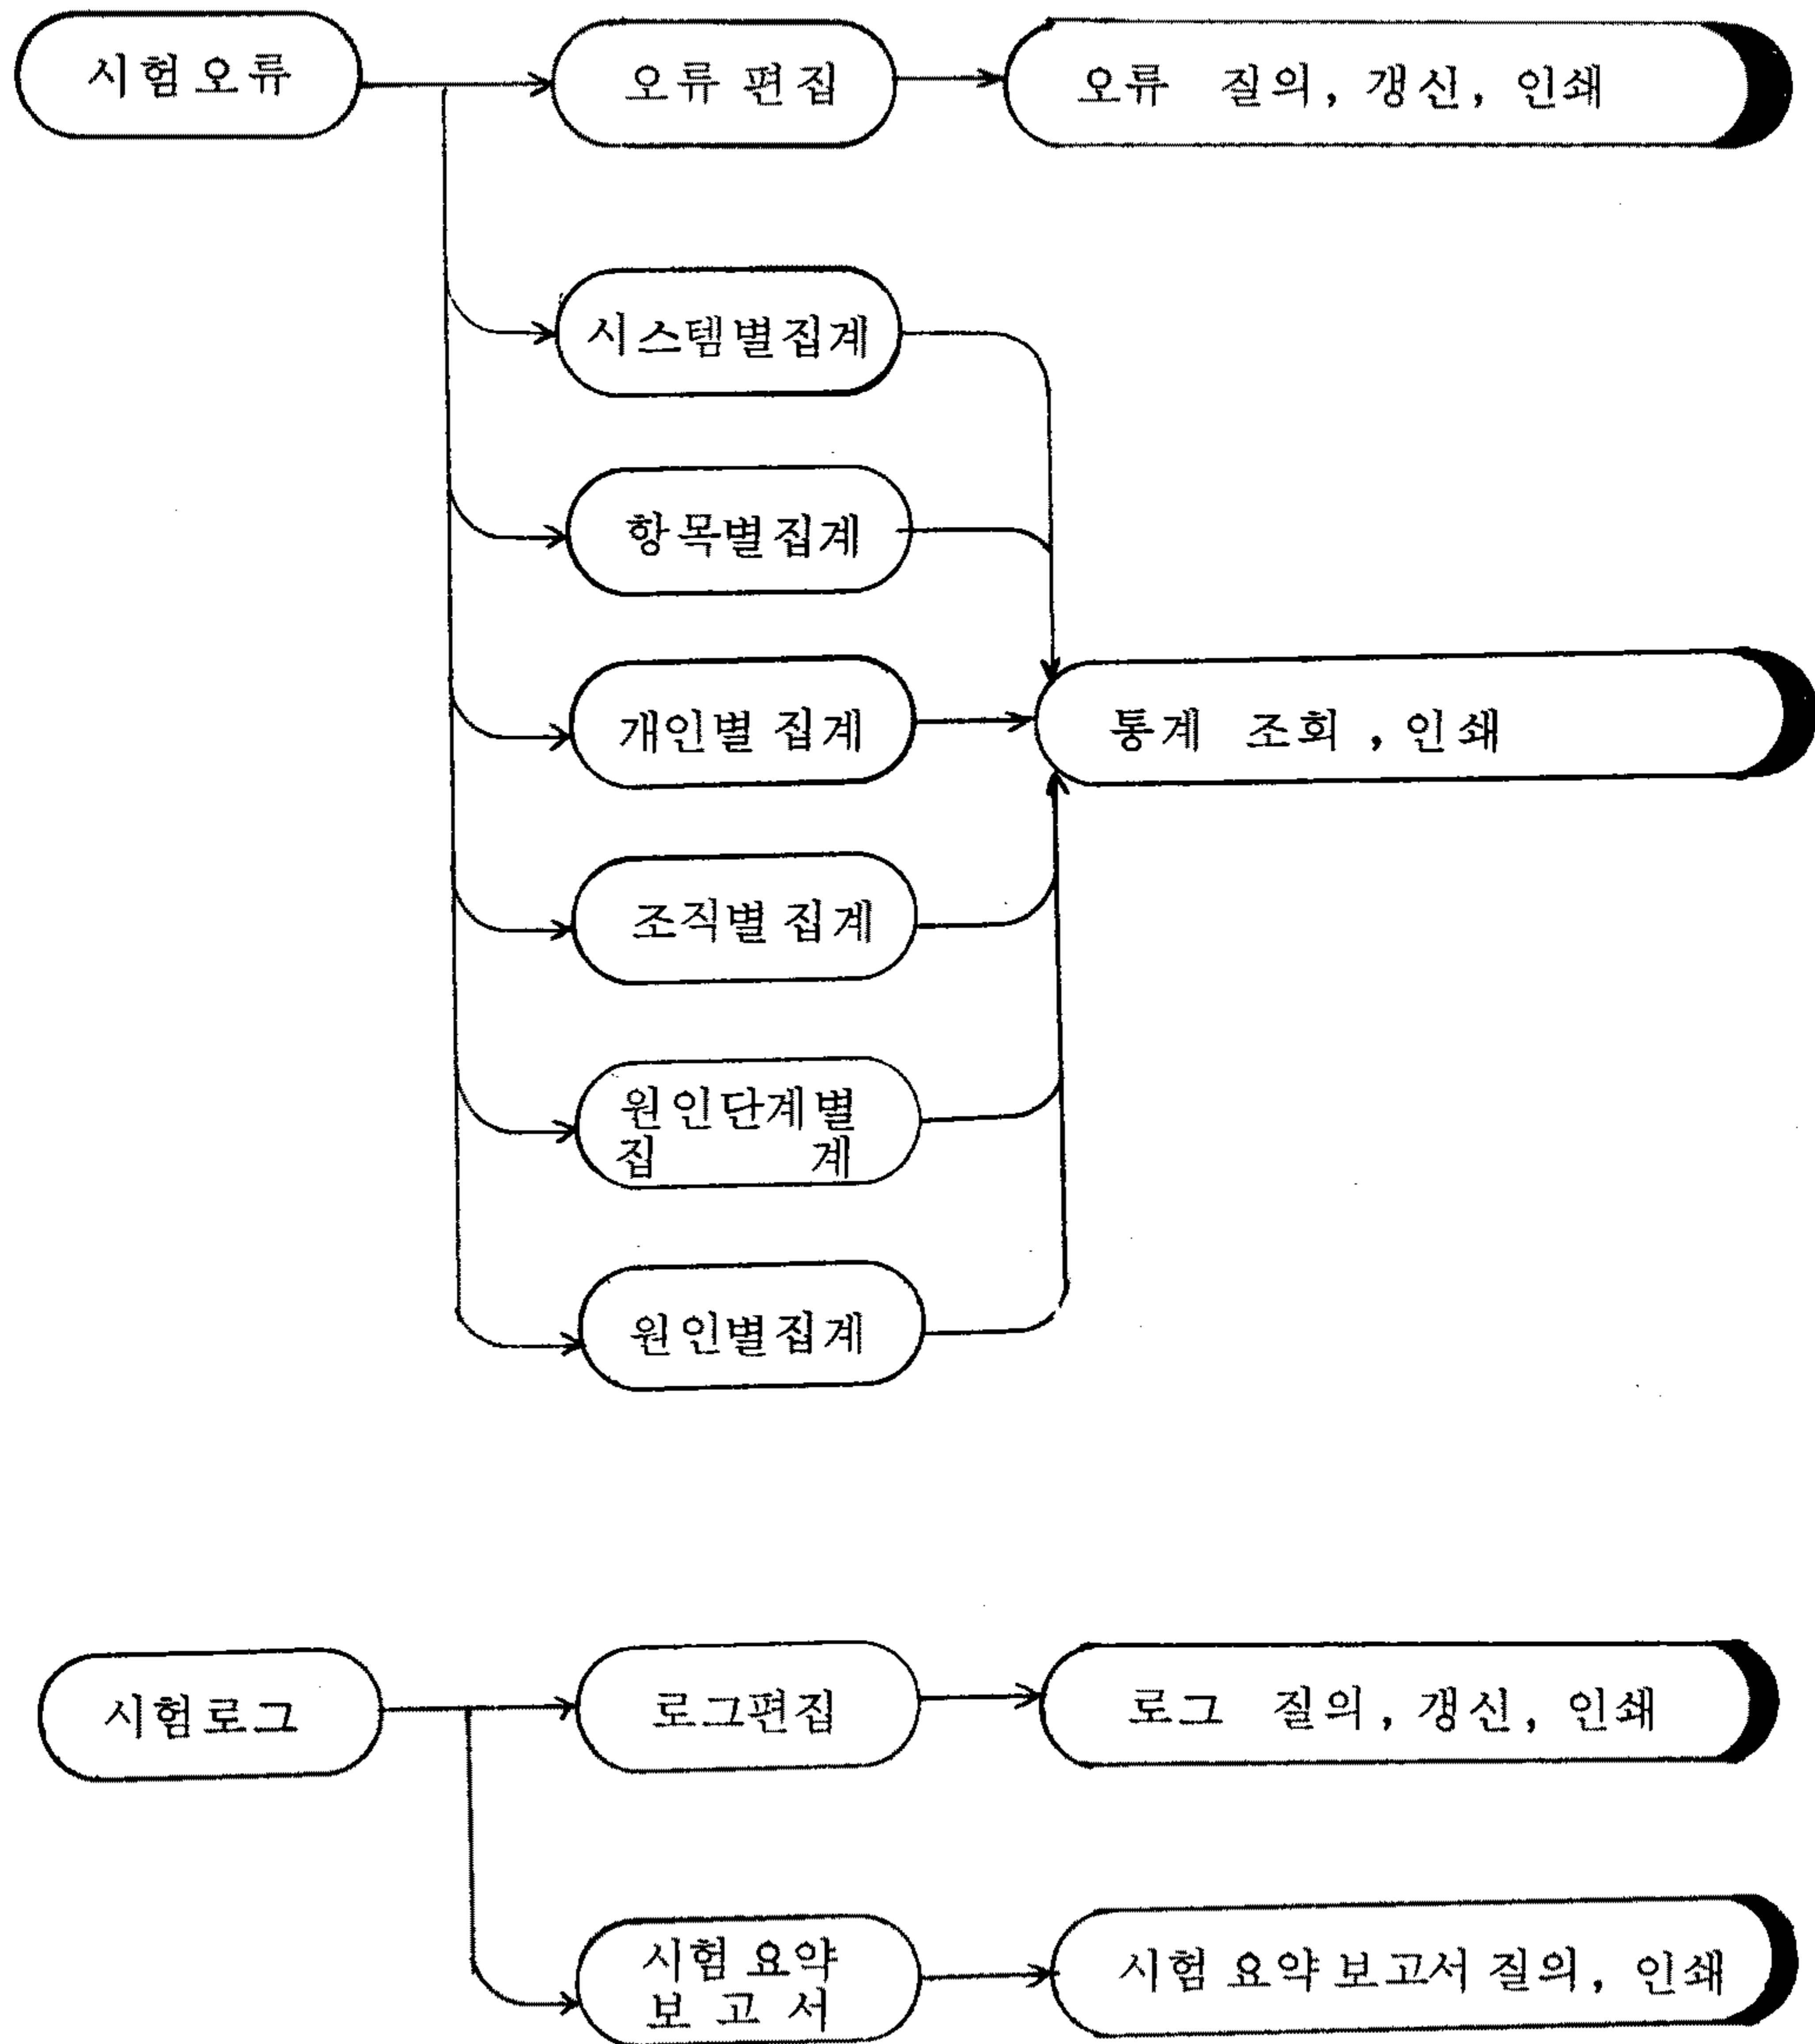 시험오류
오류 편집
오류 질의, 갱신, 인쇄
시스템별집계
항목별집계
개인별 집계
통계 조회 , 인쇄
조직별 집계
원인단계별
집 계
원인별집계
시험로그
로그편집
로그 질의, 갱신, 인쇄
시험 요약
보 고 서
시험 요약 보고서 질의, 인쇄